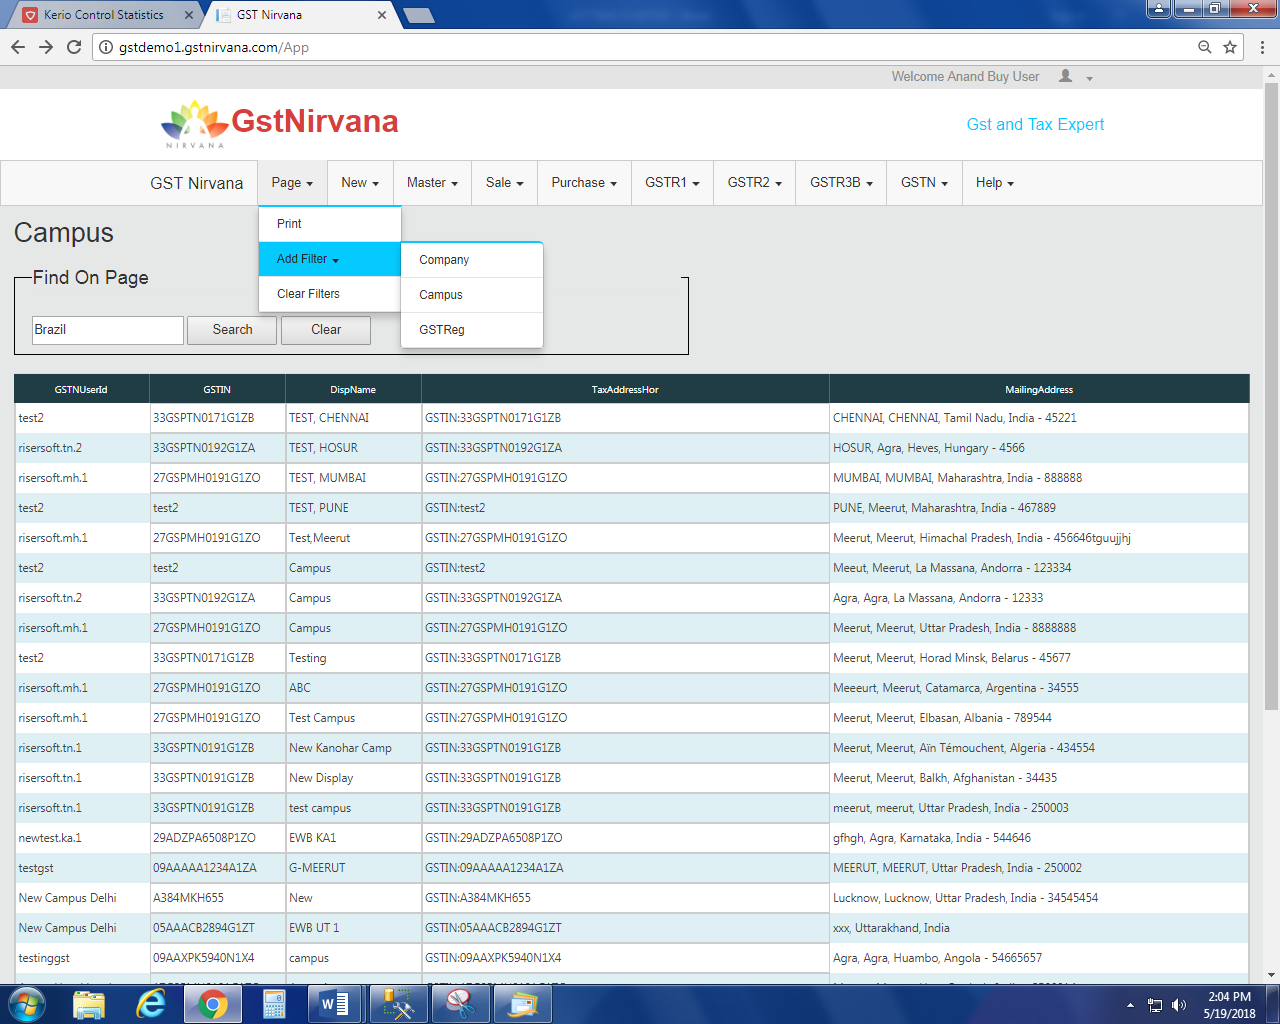 Kerio Control Statistics
GST Nirvana
gstdemo1.gstnirvana.com/App
Welcome Anand Buy User
NIRVANA
GstNirvana
Gst and Tax Expert
GST Nirvana Page New Master Sale Purchase GSTR1 GSTR2 GSTR3B GSTN Help
Campus
Print
Add Filter
Clear Filters
Company
Campus
GSTReg
Find On Page
Brazil Search Clear
GSTNUserId GSTIN DispName TaxAddressHor MailingAddress
test2 33GSPTN0171G1ZB TEST, CHENNAI GSTIN:33GSPTN0171G1ZB CHENNAI, CHENNAI, Tamil Nadu, India - 45221
risersoft.tn.2 33GSPTN0192G1ZA TEST, HOSUR GSTIN:33GSPTN0192G1ZA HOSUR, Agra, Heves, Hungary - 4566
risersoft.mh.1 27GSPMH0191G1ZO TEST, MUMBAI GSTIN:27GSPMH0191G1ZO MUMBAI, MUMBAI, Maharashtra, India - 888888
test2 test2 TEST, PUNE GSTIN:test2 PUNE, Meerut, Maharashtra, India - 467889
risersoft.mh.1 27GSPMH0191G1ZO Test,Meerut GSTIN:27GSPMH0191G1ZO Meerut, Meerut, Himachal Pradesh, India - 456646tguujjhj
test2 test2 Campus GSTIN:test2 Meeut, Meerut, La Massana, Andorra - 123334
risersoft.tn.2 33GSPTN0192G1ZA Campus GSTIN:33GSPTN0192G1ZA Agra, Agra, La Massana, Andorra - 12333
risersoft.mh.1 27GSPMH0191G1ZO Campus GSTIN:27GSPMH0191G1ZO Meerut, Meerut, Uttar Pradesh, India - 8888888
test2 33GSPTN0171G1ZB Testing GSTIN:33GSPTN0171G1ZB Meerut, Meerut, Horad Minsk, Belarus - 45677
risersoft.mh.1 27GSPMH0191G1ZO ABC GSTIN:27GSPMH0191G1ZO Meeeurt, Meerut, Catamarca, Argentina - 34555
risersoft.mh.1 27GSPMH0191G1ZO Test Campus GSTIN:27GSPMH0191G1ZO Meerut, Meerut, Elbasan, Albania - 789544
risersoft.tn.1 33GSPTN0191G1ZB New Kanohar Camp GSTIN:33GSPTN0191G1ZB Meerut, Meerut, Aïn Témouchent, Algeria - 434554
risersoft.tn.1 33GSPTN0191G1ZB New Display GSTIN:33GSPTN0191G1ZB Meerut, Meerut, Balkh, Afghanistan - 34435
risersoft.tn.1 33GSPTN0191G1ZB test campus GSTIN:33GSPTN0191G1ZB meerut, meerut, Uttar Pradesh, India - 250003
newtest.ka.1 29ADZPA6508P1ZO EWB KA1 GSTIN:29ADZPA6508P1ZO gfhgh, Agra, Karnataka, India - 544646
testgst 09AAAAA1234A1ZA G-MEERUT GSTIN:09AAAAA1234A1ZA MEERUT, MEERUT, Uttar Pradesh, India - 250002
New Campus Delhi A384MKH655 New GSTIN:A384MKH655 Lucknow, Lucknow, Uttar Pradesh, India - 34545454
New Campus Delhi 05AAACB2894G1ZT EWB UT 1 GSTIN:05AAACB2894G1ZT xxx, Uttarakhand, India
testinggst 09AAXPK5940N1X4 campus GSTIN:09AAXPK5940N1X4 Agra, Agra, Huambo, Angola - 54665657
2:04 PM
5/19/2018